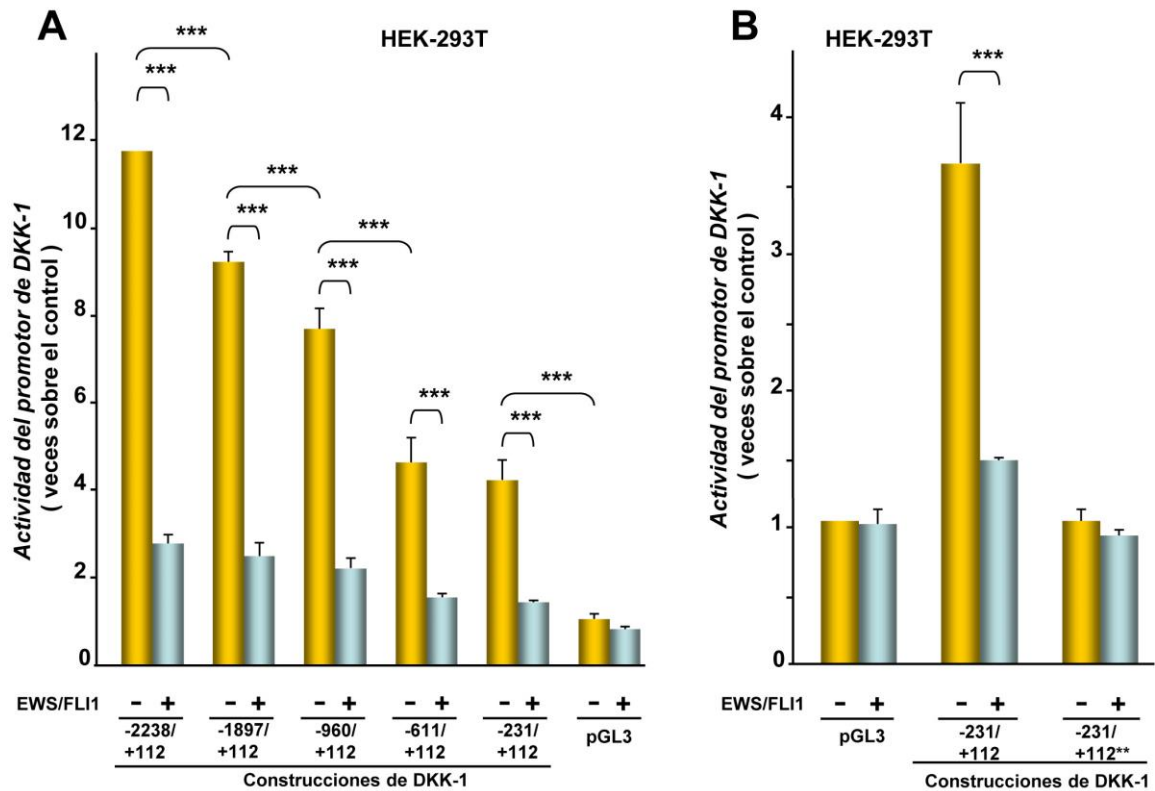 A
HEK-293T
***
***
***
***
***
***
***
***
***
Actividad del promotor de DKK-1
( veces sobre el control )
12
10
8
6
4
2
0
EWS/FLI1
- + - + - + - + - + - +
-2238/ -1897/ -960/ -611/ -231/ pGL3
+112 +112 +112 +112 +112
Construcciones de DKK-1
B
HEK-293T
***
Actividad del promotor de DKK-1
( veces sobre el control )
4
3
2
1
0
EWS/FLI1
- + - + - +
pGL3 -231/ -231/
+112 +112**
Construcciones de DKK-1